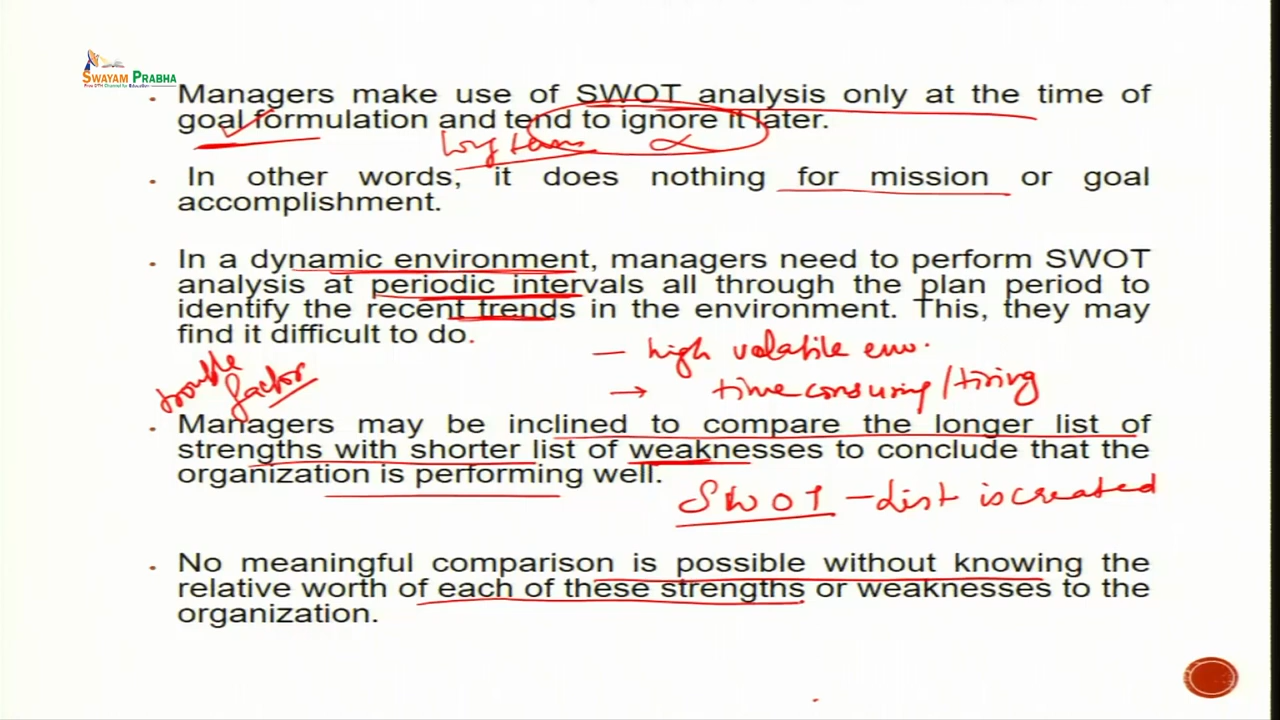 SWAYAM PRABHA
Free DTH Channel for Education
. Managers make use of SWOT analysis only at the time of
goal formulation and tend to ignore it later.
long term
. In other words, it does nothing for mission or goal
accomplishment.
. In a dynamic environment, managers need to perform SWOT
analysis at periodic intervals all through the plan period to
identify the recent trends in the environment. This, they may
find it difficult to do.
— high volatile env.
→ time consuming/tiring
trouble
factor
. Managers may be inclined to compare the longer list of
strengths with shorter list of weaknesses to conclude that the
organization is performing well.
SWOT – List is created
. No meaningful comparison is possible without knowing the
relative worth of each of these strengths or weaknesses to the
organization.